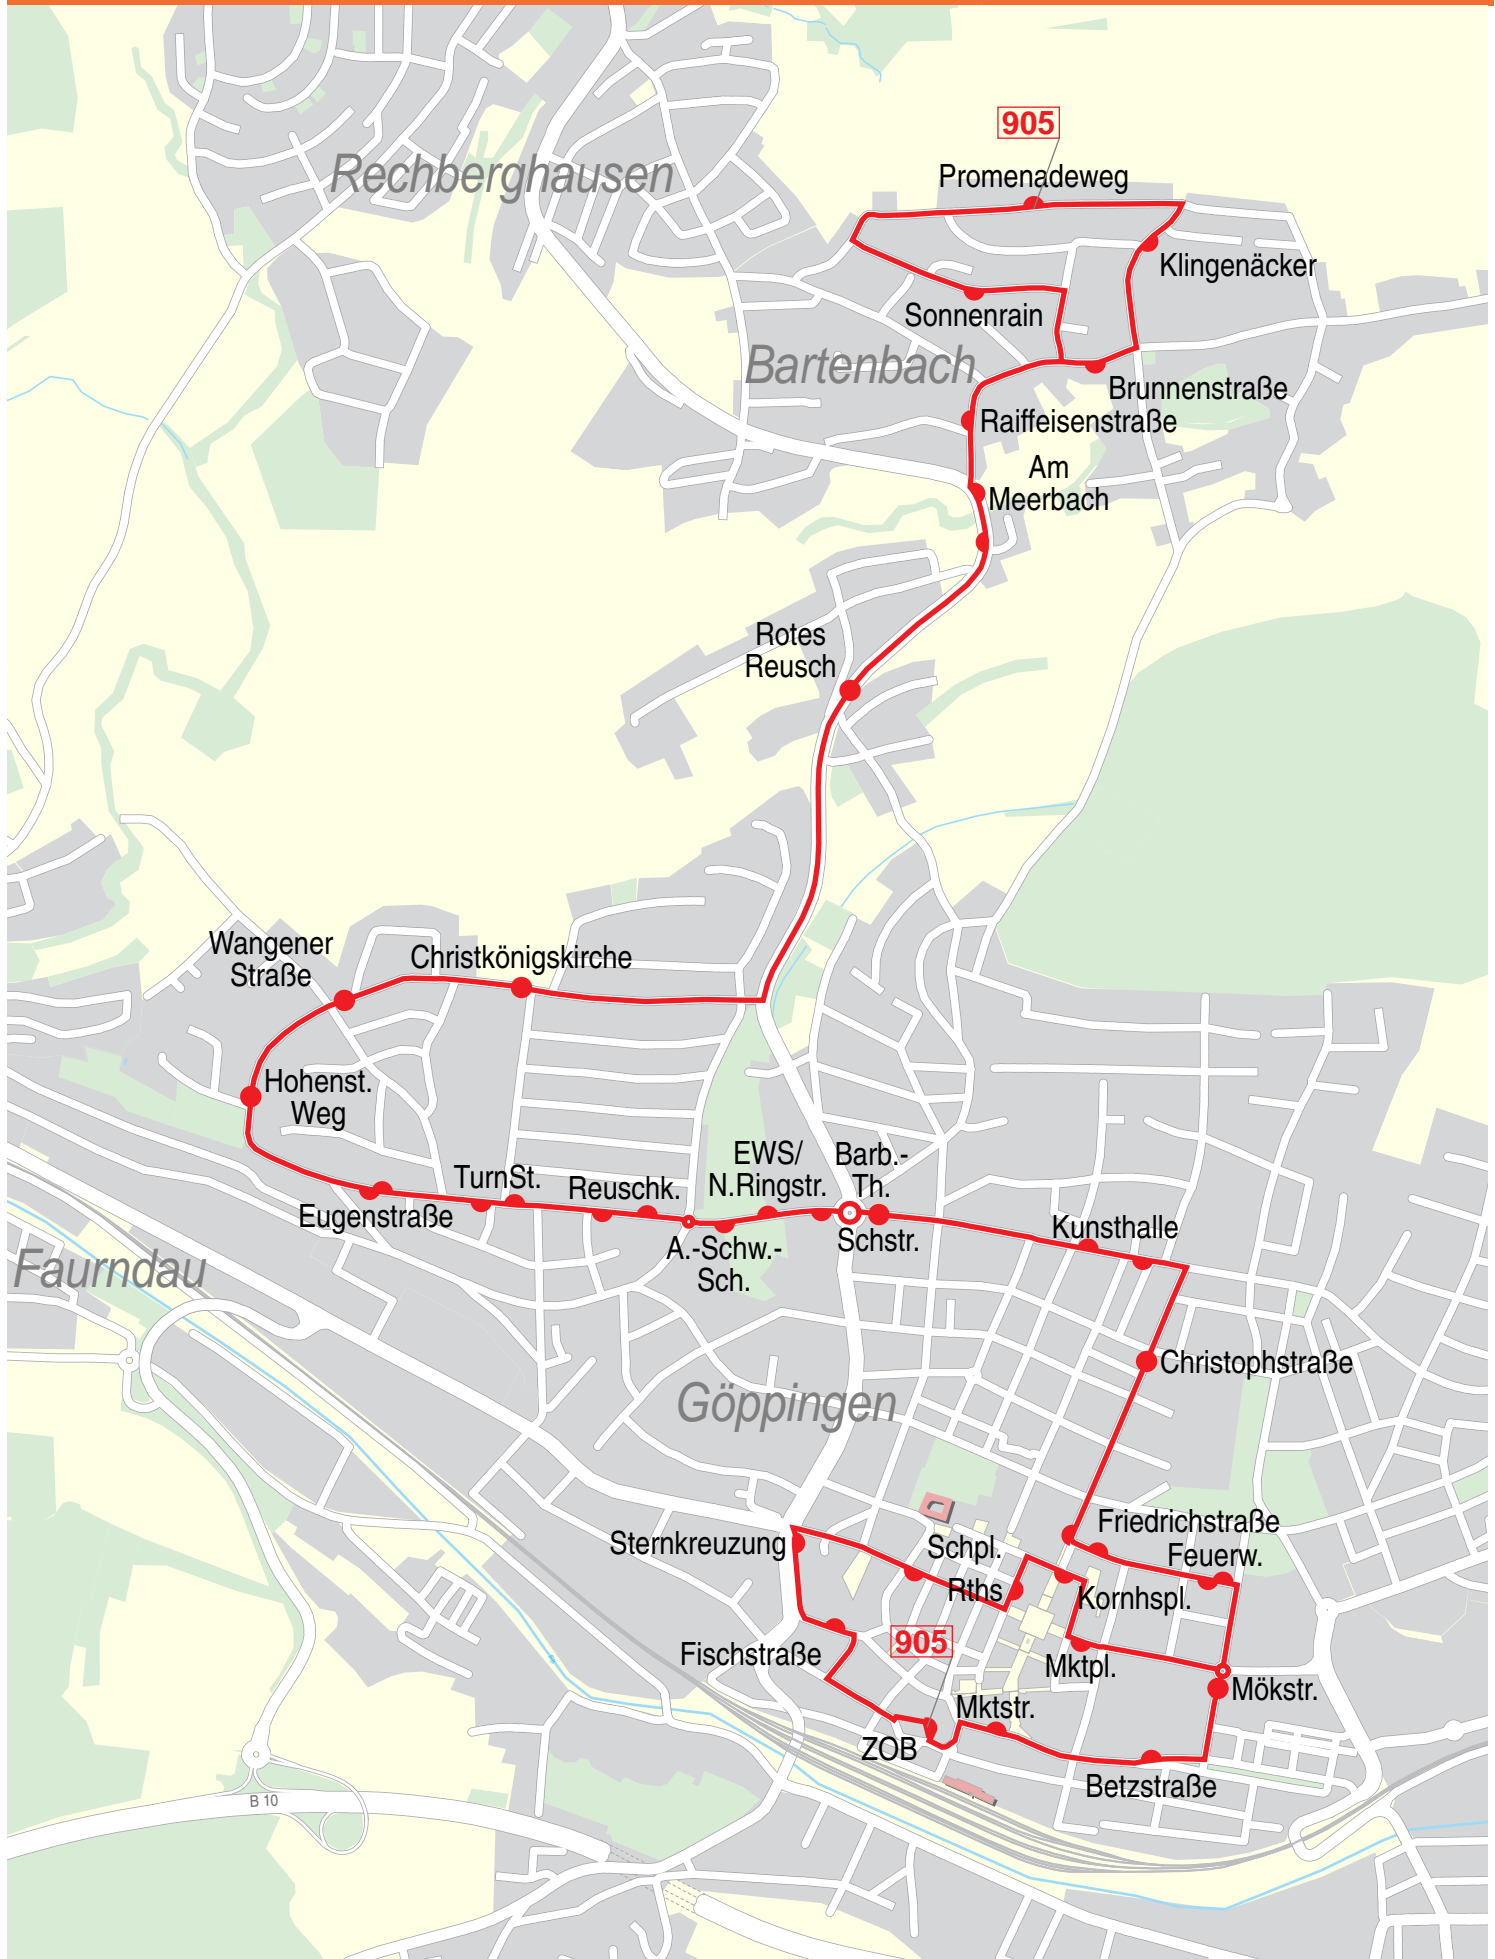 905
Promenadeweg
Rechberghausen
Klingenäcker
Sonnenrain
Bartenbach
Brunnenstraße
Raiffeisenstraße
Am
Meerbach
Rotes
Reusch
Wangener
Straße
Christkönigskirche
Hohenst.
Weg
EWS/
N.Ringstr.
Barb.-
Th.
TurnSt.
Reuschk.
Eugenstraße
Kunsthalle
A.-Schw.-
Sch.
Schstr.
Faurndau
Christophstraße
Göppingen
Sternkreuzung
Schpl.
Friedrichstraße
Feuerw.
Rths
Kornhspl.
905
Fischstraße
Mktpl.
Mökstr.
Mktstr.
ZOB
Betzstraße
B 10